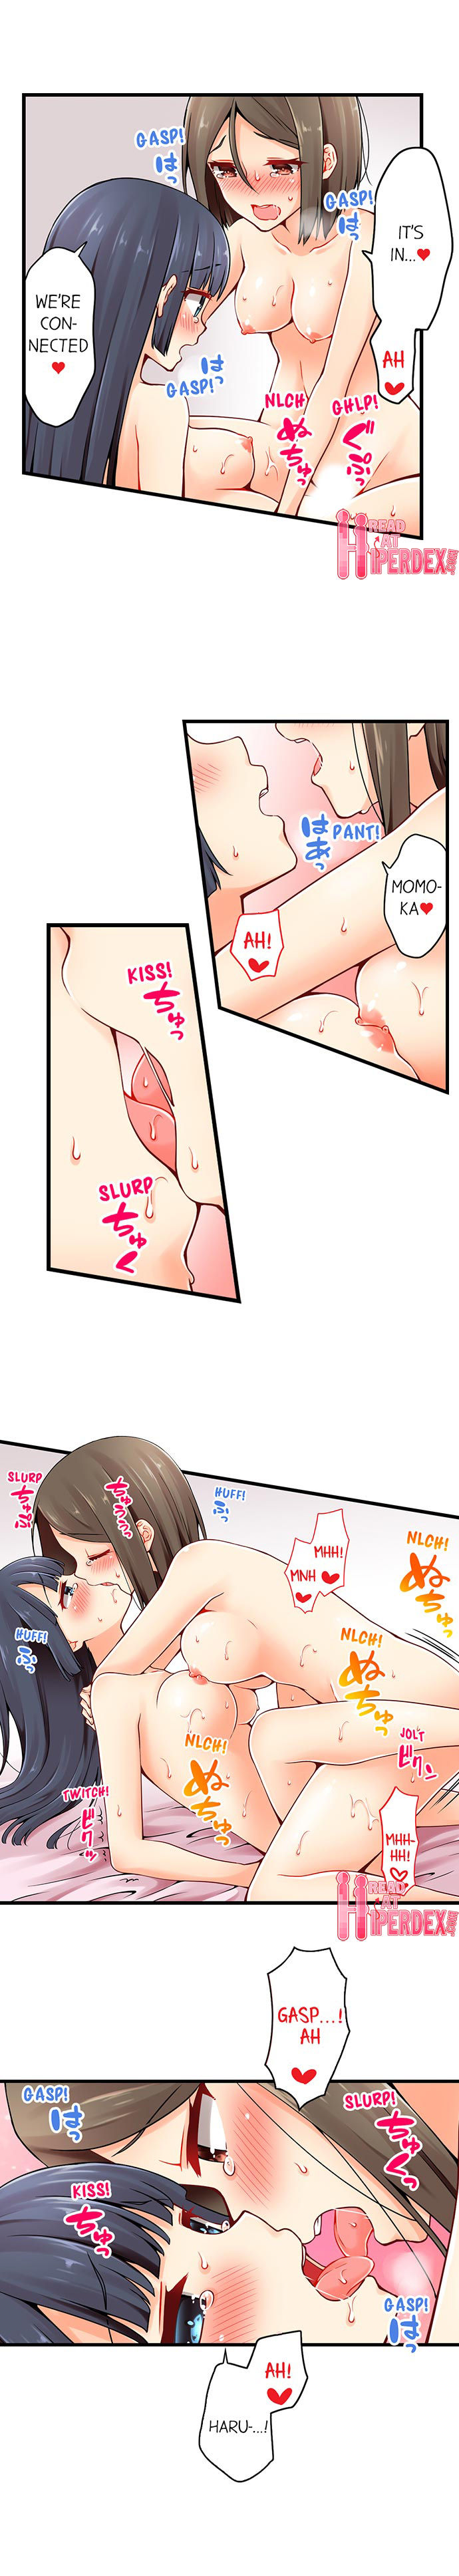 GASP!
はっ
GASP!
はっ
IT'S
IN...♥
WE'RE
CON-
NECTED
♥
はっ
GASP!
AH
♥
NLCH
ぬちゅっ
GHLP!
ぐぷっ
READ
AT
HIPERDEX
PANT!
はあっ
MOMO-
KA♥
AH!
♥
KISS!
ちゅっ
SLURP
ちゅく
SLURP
ちゅぷ
ちゅうぅ
HUFF!
ふっ
MHH!
MNH ♥
♥
NLCH!
ぬちゅっ
HUFF!
ふっ
NLCH!
ぬちゅっ
NLCH!
ぬちゅっ
JOLT
ビクン
TWITCH!
ビクッ
MHH-
HH!
♥
READ
AT
HIPERDEX
GASP...!
AH
♥
GASP!
はっ
SLURP!
ちゅくっ
KISS!
ちゅっ
GASP!
はっ
AH!
♥
HARU-...!